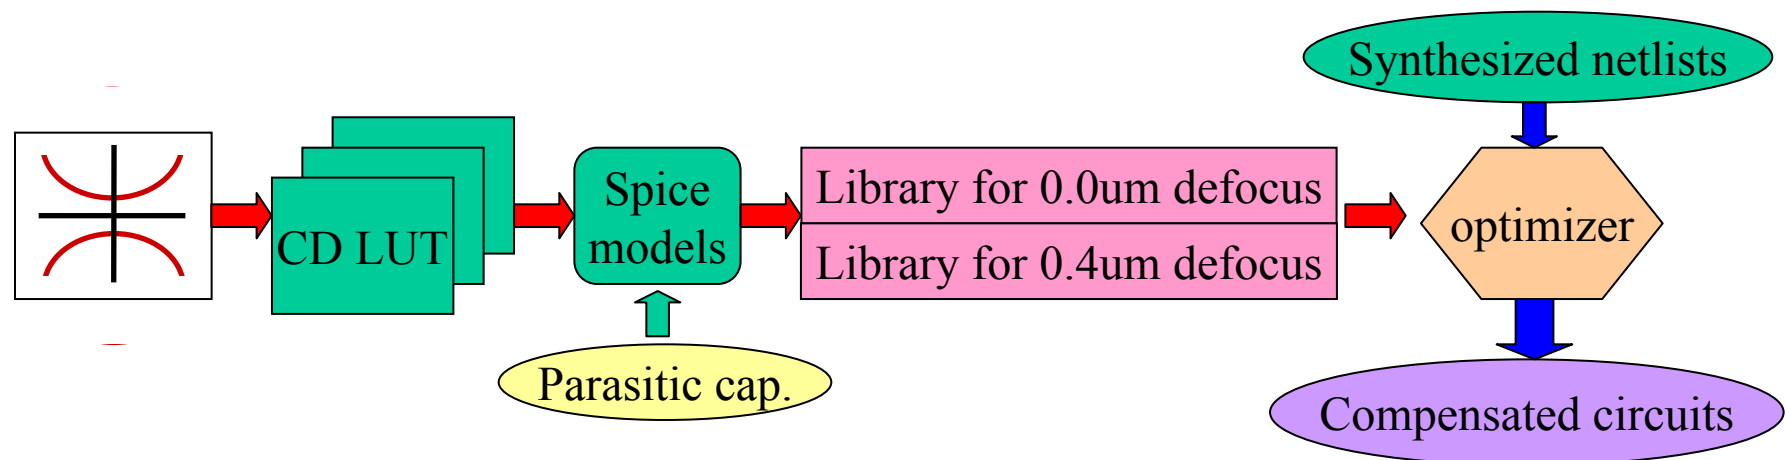 Synthesized netlists
CD LUT
Spice
models
Library for 0.0um defocus
Library for 0.4um defocus
optimizer
Parasitic cap.
Compensated circuits